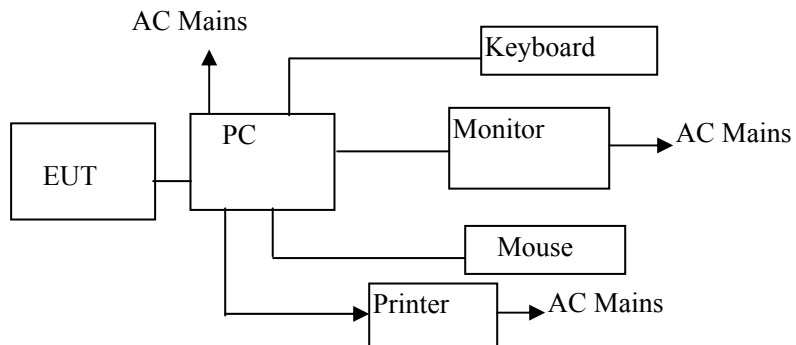 AC Mains
Keyboard
PC
Monitor
AC Mains
EUT
Mouse
Printer
AC Mains